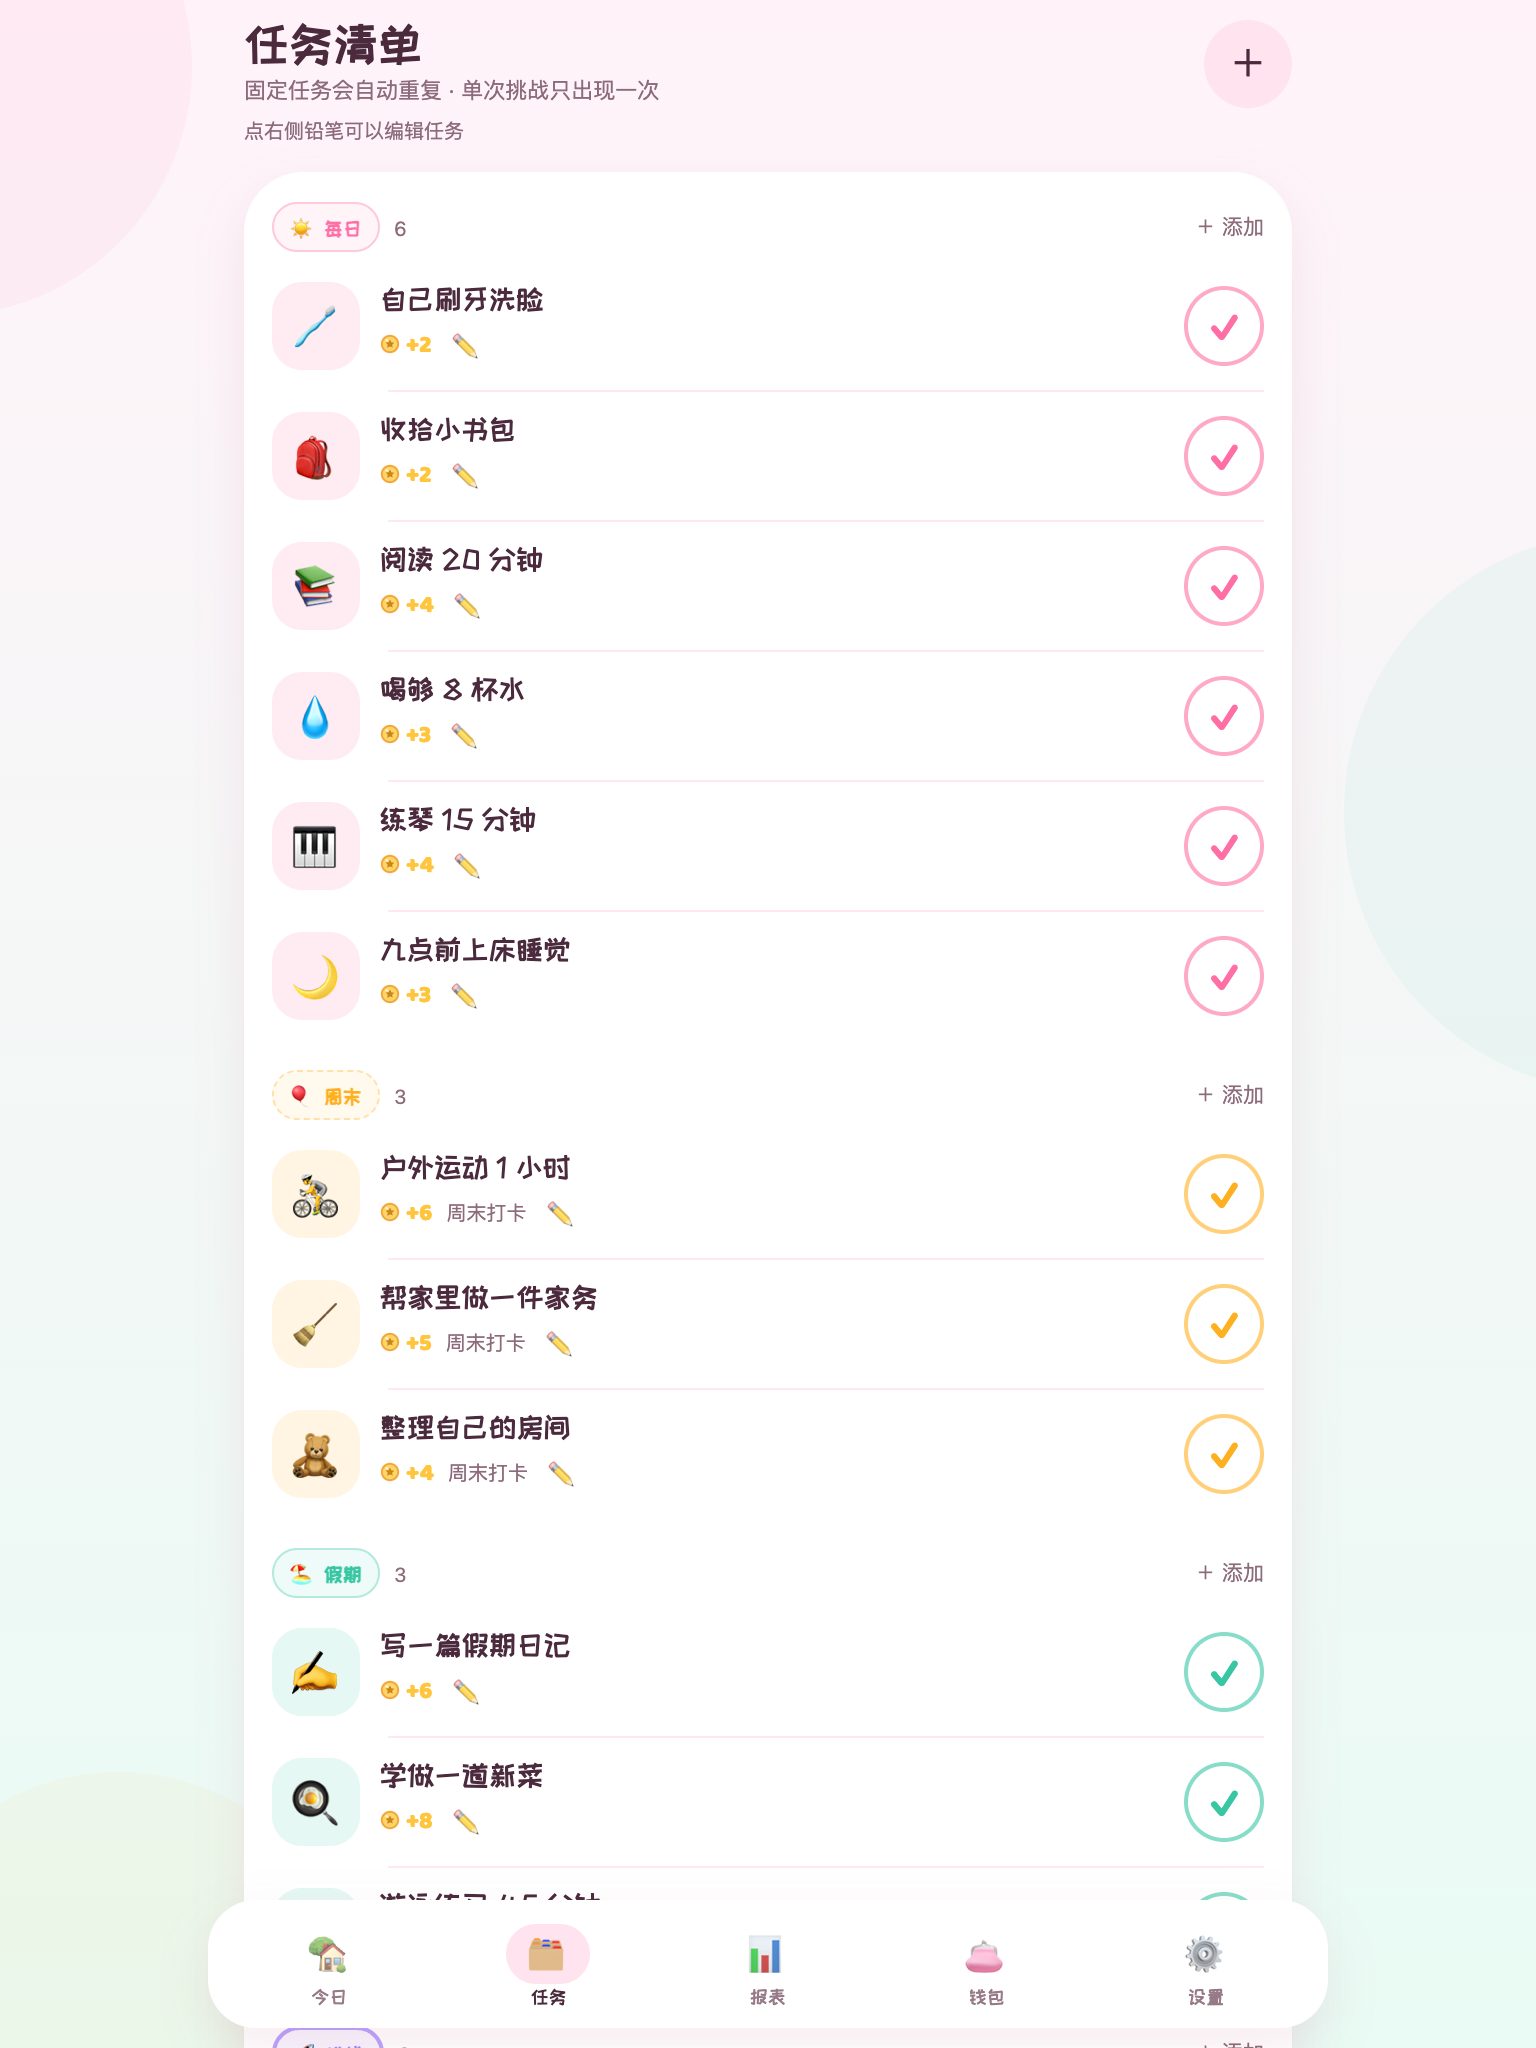 任务清单
固定任务会自动重复 · 单次挑战只出现一次
点右侧铅笔可以编辑任务
每日 6 + 添加
自己刷牙洗脸
+2
收拾小书包
+2
阅读 20 分钟
+4
喝够 8 杯水
+3
练琴 15 分钟
+4
九点前上床睡觉
+3
周末 3 + 添加
户外运动 1 小时
+6 周末打卡
帮家里做一件家务
+5 周末打卡
整理自己的房间
+4 周末打卡
假期 3 + 添加
写一篇假期日记
+6
学做一道新菜
+8
今日 任务 报表 钱包 设置